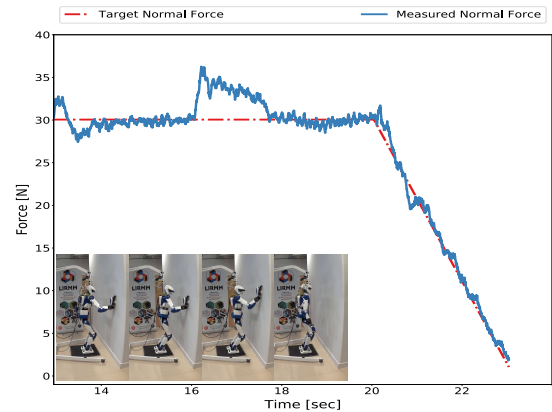 Target Normal Force
Measured Normal Force
40
35
30
25
20
15
10
5
0
Force [N]
LIRMM
LIRMM
LIRMM
LIRMM
14
16
18
20
22
Time [sec]